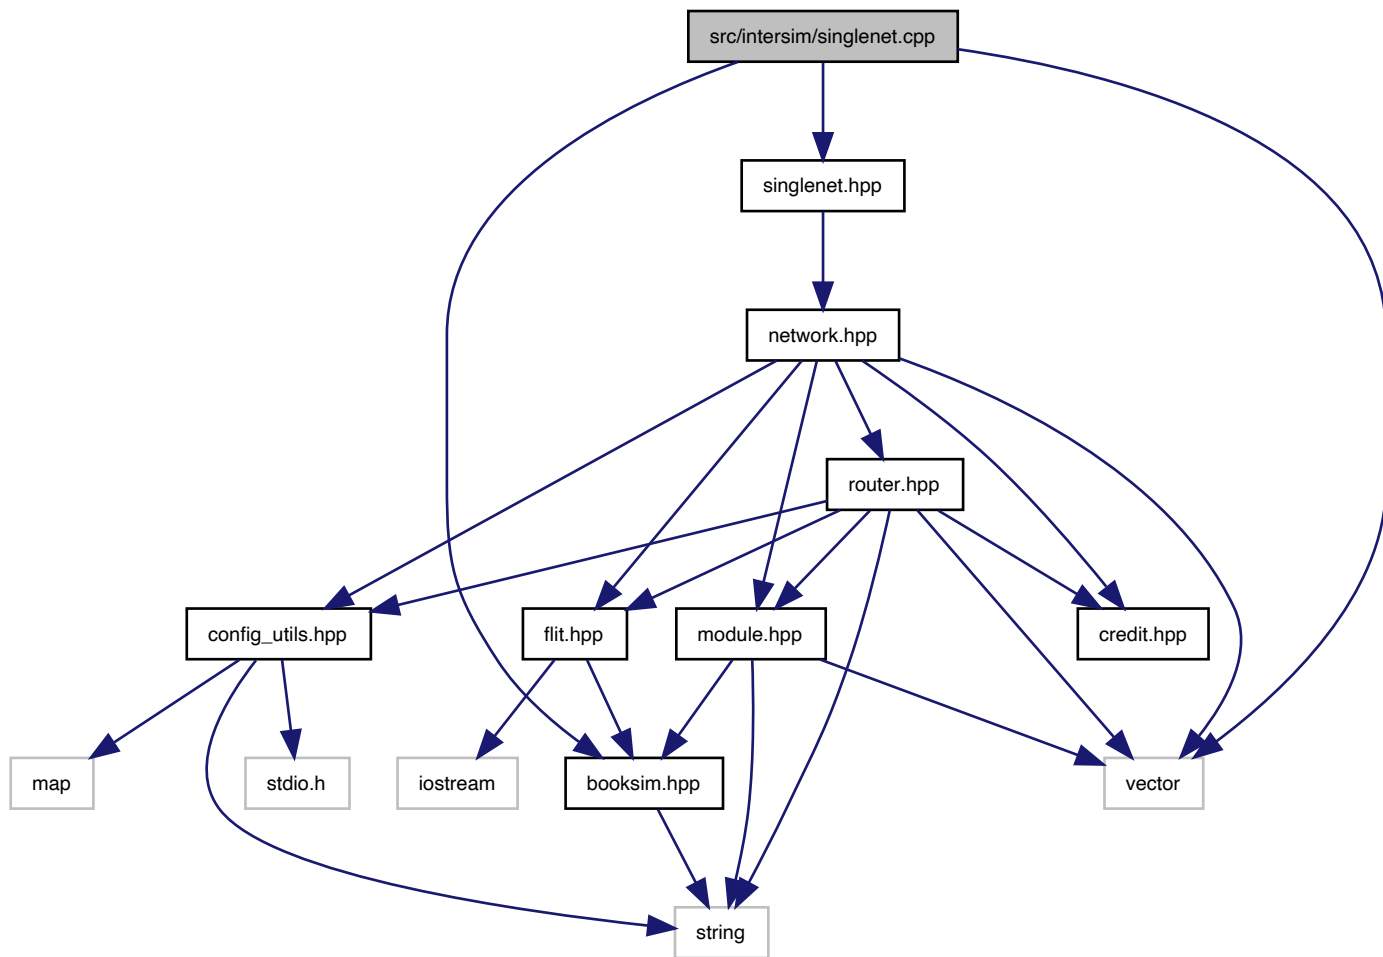 src/intersim/singlenet.cpp
singlenet.hpp
network.hpp
router.hpp
config_utils.hpp
flit.hpp
module.hpp
credit.hpp
map
stdio.h
iostream
booksim.hpp
vector
string